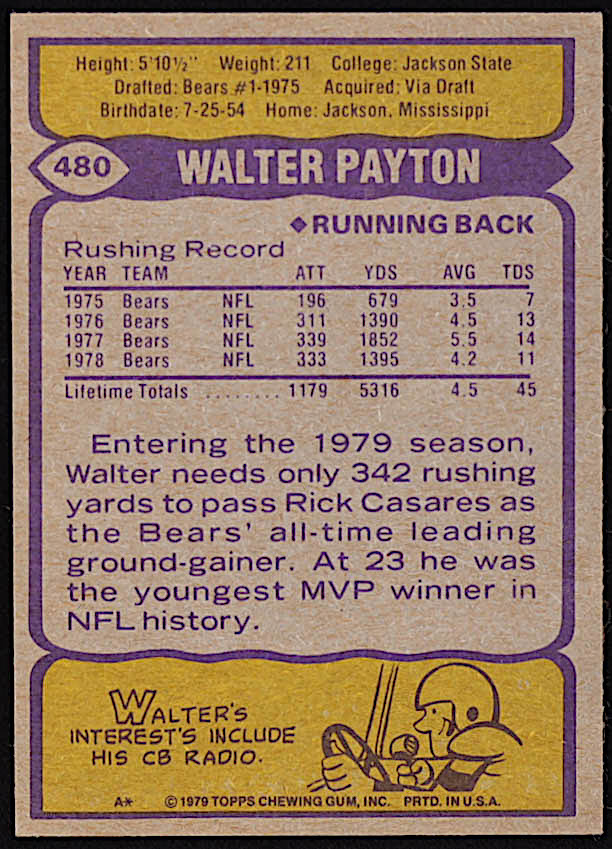 Height: 5'10½" Weight: 211 College: Jackson State
Drafted: Bears #1-1975 Acquired: Via Draft
Birthdate: 7-25-54 Home: Jackson, Mississippi
480 WALTER PAYTON
◆RUNNING BACK
Rushing Record
YEAR TEAM ATT YDS AVG TDS
1975 Bears NFL 196 679 3.5 7
1976 Bears NFL 311 1390 4.5 13
1977 Bears NFL 339 1852 5.5 14
1978 Bears NFL 333 1395 4.2 11
Lifetime Totals ........ 1179 5316 4.5 45
Entering the 1979 season,
Walter needs only 342 rushing
yards to pass Rick Casares as
the Bears' all-time leading
ground-gainer. At 23 he was
the youngest MVP winner in
NFL history.
WALTER'S
INTEREST'S INCLUDE
HIS CB RADIO.
A* © 1979 TOPPS CHEWING GUM, INC. PRTD. IN U.S.A.